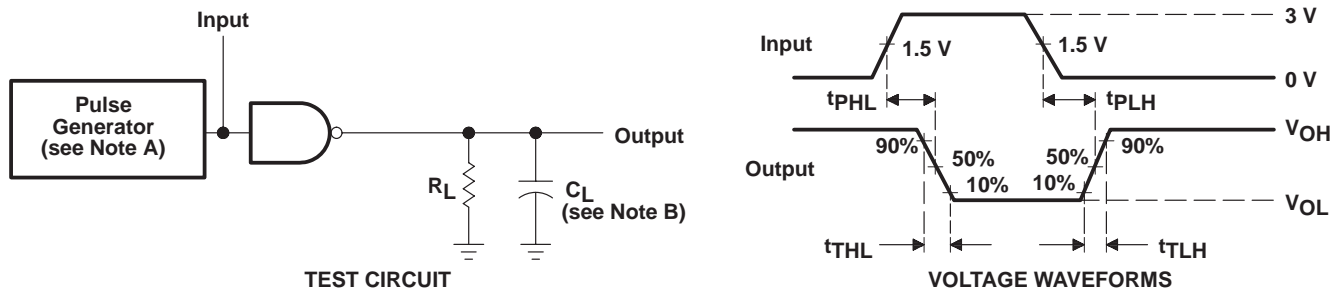 Input
Pulse
Generator
(see Note A)
Output
RL
CL
(see Note B)
TEST CIRCUIT
3 V
Input
1.5 V
1.5 V
0 V
tPHL
tPLH
VOH
90%
50%
50%
90%
Output
10%
10%
VOL
tTHL
tTLH
VOLTAGE WAVEFORMS